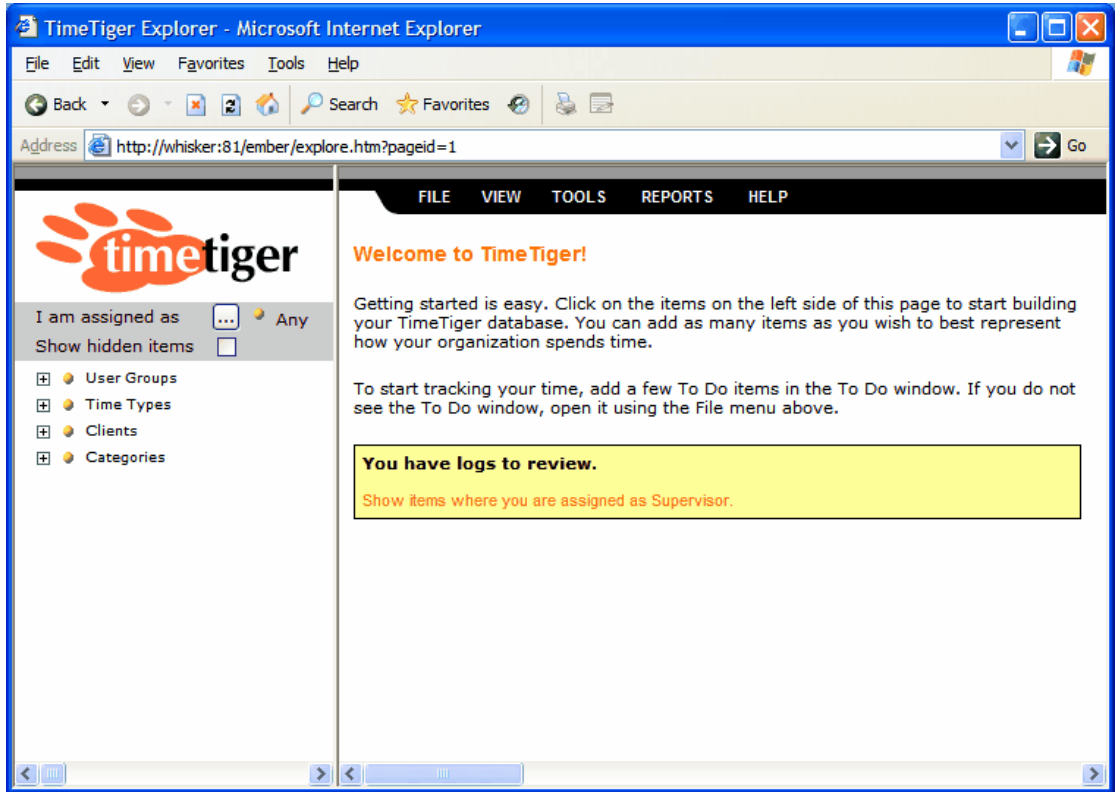 TimeTiger Explorer - Microsoft Internet Explorer
File Edit View Favorites Tools Help
Back Search Favorites
Address http://whisker:81/ember/explore.htm?pageid=1 Go
timetiger
I am assigned as ... Any
Show hidden items
User Groups
Time Types
Clients
Categories
FILE VIEW TOOLS REPORTS HELP
Welcome to TimeTiger!
Getting started is easy. Click on the items on the left side of this page to start building
your TimeTiger database. You can add as many items as you wish to best represent
how your organization spends time.
To start tracking your time, add a few To Do items in the To Do window. If you do not
see the To Do window, open it using the File menu above.
You have logs to review.
Show items where you are assigned as Supervisor.